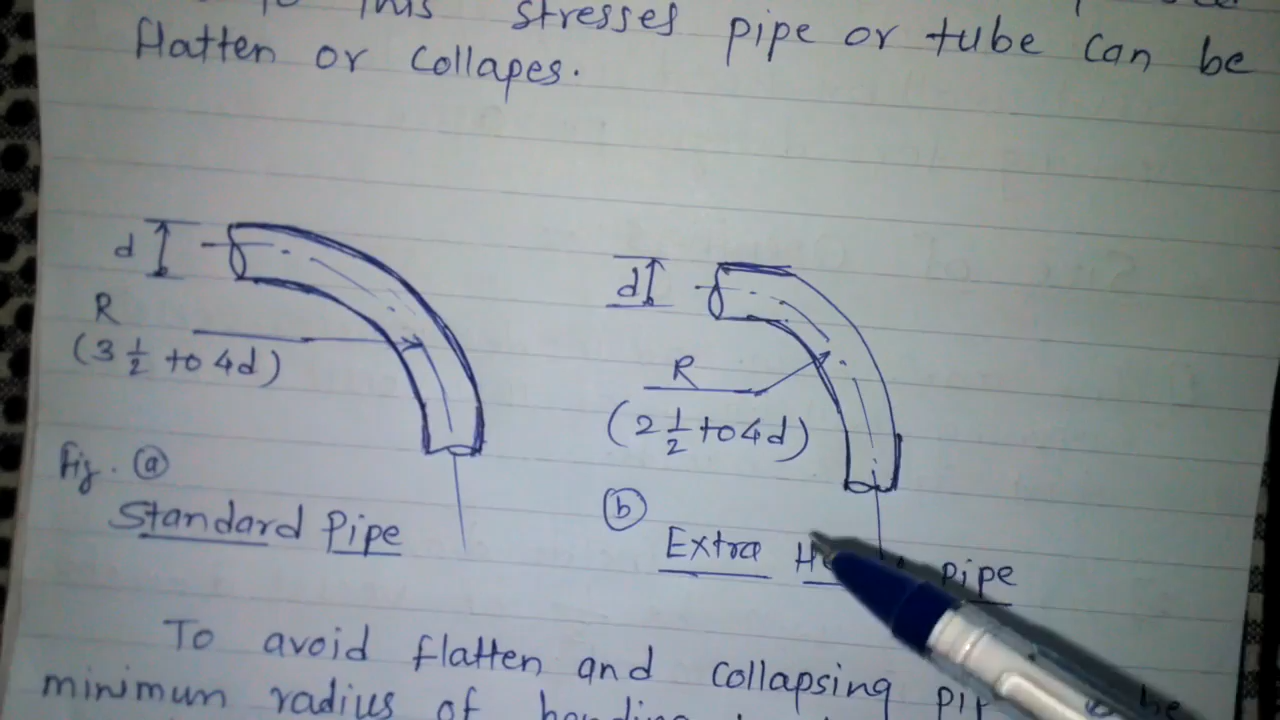 This stresses
flatten or collapes.
pipe or tube can be
d
R
(3 1/2 to 4d)
Fig. ⓐ
Standard Pipe
d
R
(2 1/2 to 4d)
ⓑ
Extra pipe
To avoid flatten and collapsing
minimum radius of